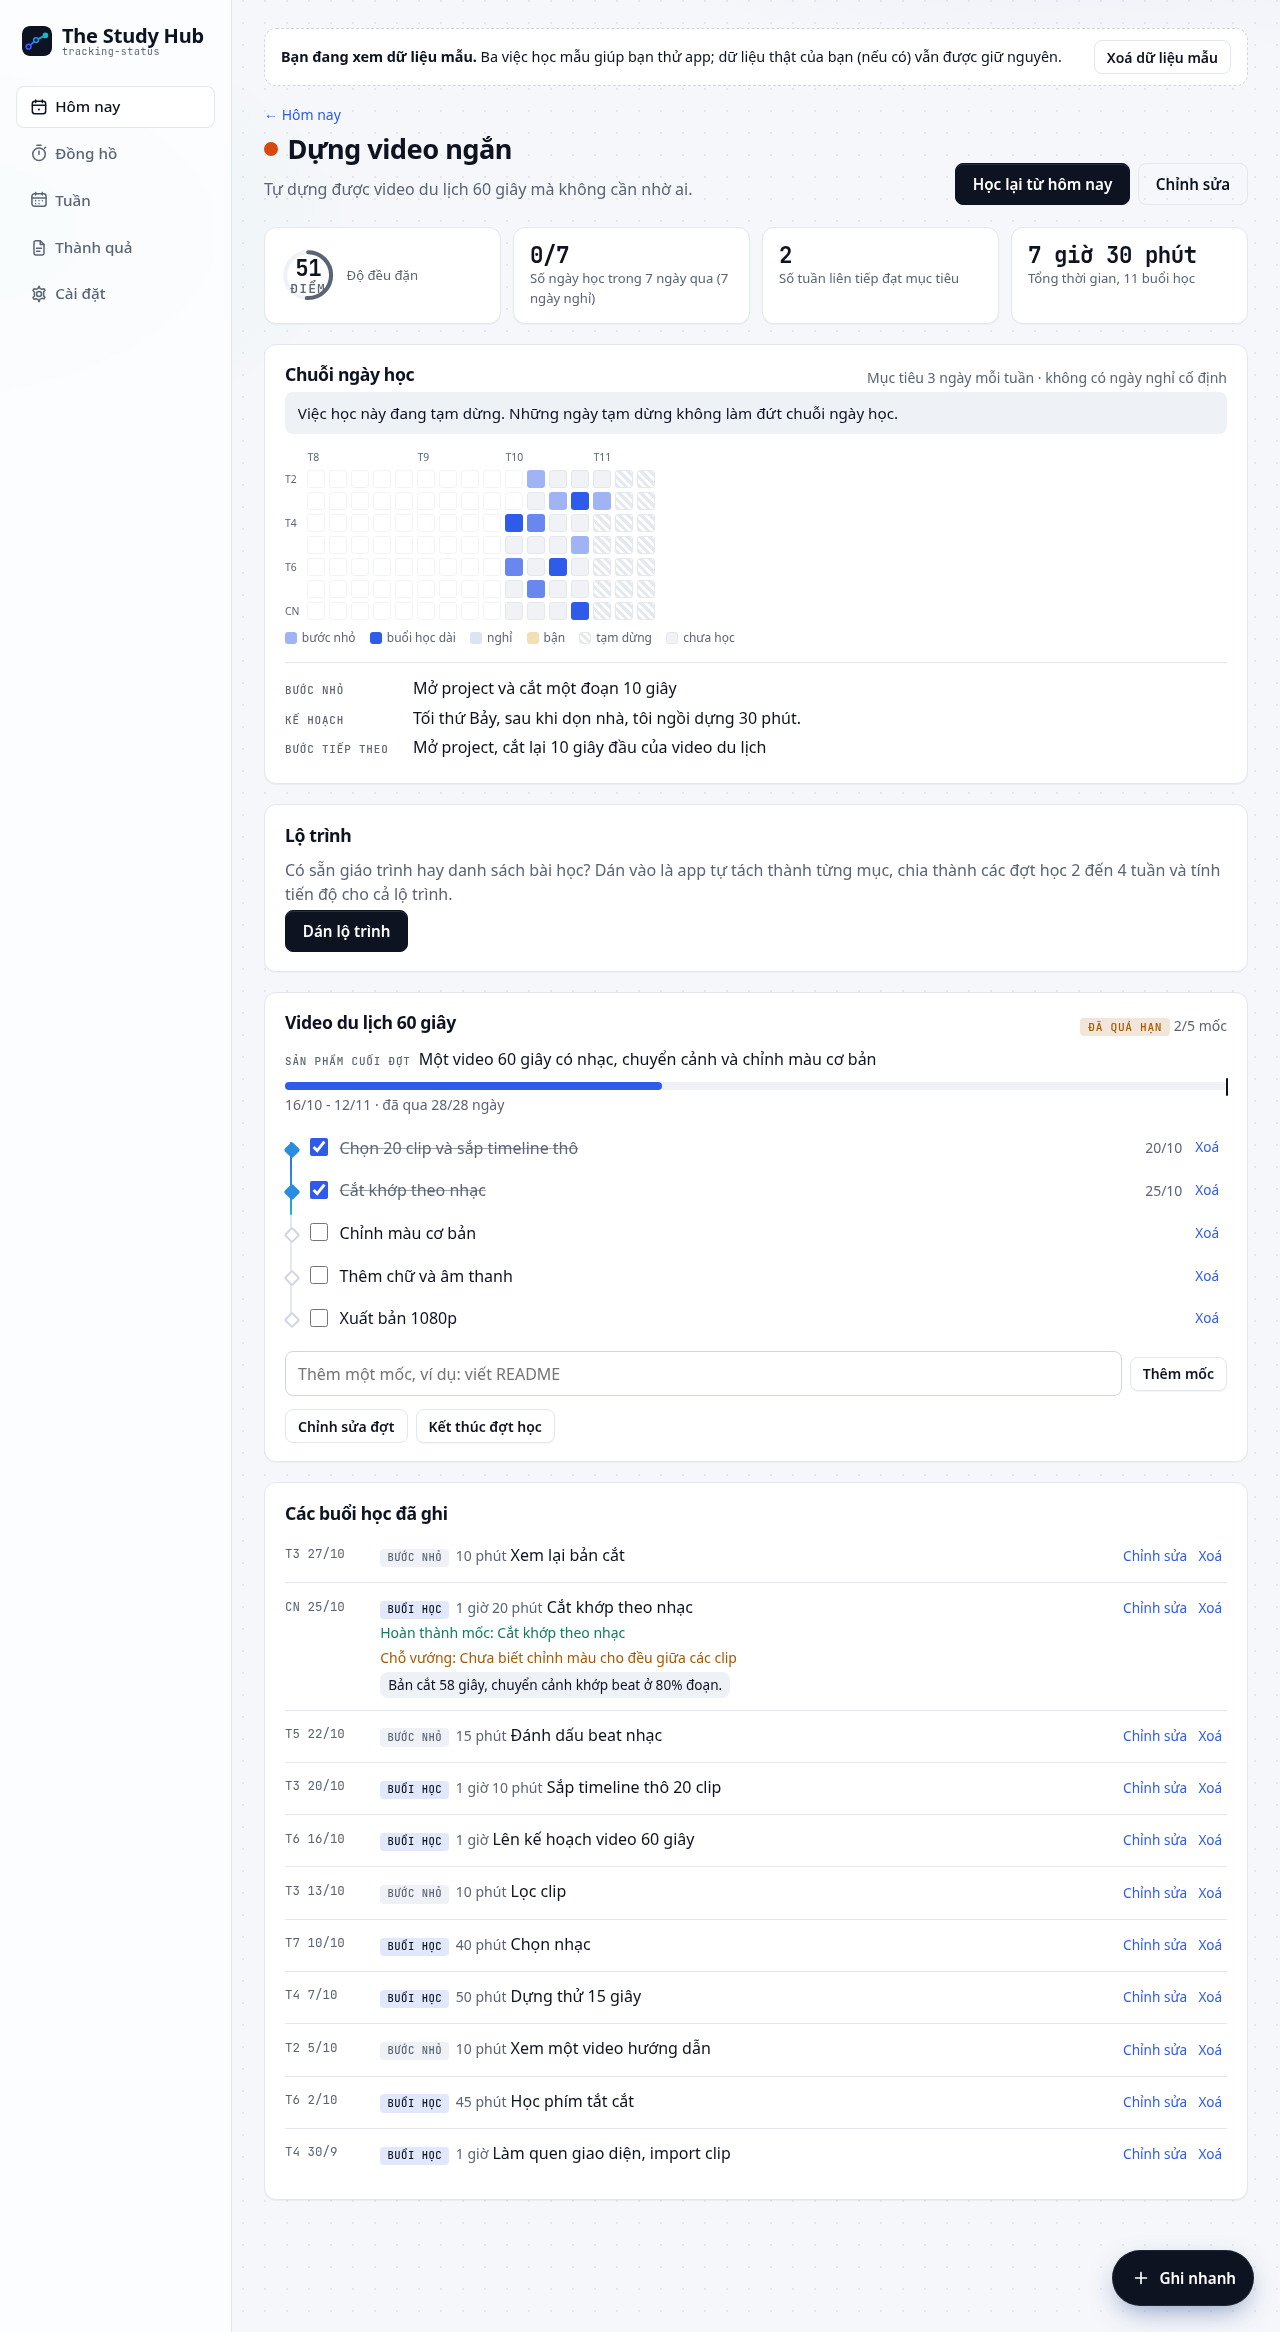 The Study Hub
tracking-status
Hôm nay
Đồng hồ
Tuần
Thành quả
Cài đặt
Bạn đang xem dữ liệu mẫu. Ba việc học mẫu giúp bạn thử app; dữ liệu thật của bạn (nếu có) vẫn được giữ nguyên.
Xoá dữ liệu mẫu
← Hôm nay
Dựng video ngắn
Tự dựng được video du lịch 60 giây mà không cần nhờ ai.
Học lại từ hôm nay
Chỉnh sửa
51
ĐIỂM
Độ đều đặn
0/7
Số ngày học trong 7 ngày qua (7
ngày nghỉ)
2
Số tuần liên tiếp đạt mục tiêu
7 giờ 30 phút
Tổng thời gian, 11 buổi học
Chuỗi ngày học
Mục tiêu 3 ngày mỗi tuần · không có ngày nghỉ cố định
Việc học này đang tạm dừng. Những ngày tạm dừng không làm đứt chuỗi ngày học.
T8 T9 T10 T11
T2
T4
T6
CN
bước nhỏ buổi học dài nghỉ bận tạm dừng chưa học
BƯỚC NHỎ Mở project và cắt một đoạn 10 giây
KẾ HOẠCH Tối thứ Bảy, sau khi dọn nhà, tôi ngồi dựng 30 phút.
BƯỚC TIẾP THEO Mở project, cắt lại 10 giây đầu của video du lịch
Lộ trình
Có sẵn giáo trình hay danh sách bài học? Dán vào là app tự tách thành từng mục, chia thành các đợt học 2 đến 4 tuần và tính
tiến độ cho cả lộ trình.
Dán lộ trình
Video du lịch 60 giây
ĐÃ QUÁ HẠN 2/5 mốc
SẢN PHẨM CUỐI ĐỢT Một video 60 giây có nhạc, chuyển cảnh và chỉnh màu cơ bản
16/10 - 12/11 · đã qua 28/28 ngày
Chọn 20 clip và sắp timeline thô 20/10 Xoá
Cắt khớp theo nhạc 25/10 Xoá
Chỉnh màu cơ bản Xoá
Thêm chữ và âm thanh Xoá
Xuất bản 1080p Xoá
Thêm một mốc, ví dụ: viết README
Thêm mốc
Chỉnh sửa đợt
Kết thúc đợt học
Các buổi học đã ghi
T3 27/10 BƯỚC NHỎ 10 phút Xem lại bản cắt Chỉnh sửa Xoá
CN 25/10 BUỔI HỌC 1 giờ 20 phút Cắt khớp theo nhạc Chỉnh sửa Xoá
Hoàn thành mốc: Cắt khớp theo nhạc
Chỗ vướng: Chưa biết chỉnh màu cho đều giữa các clip
Bản cắt 58 giây, chuyển cảnh khớp beat ở 80% đoạn.
T5 22/10 BƯỚC NHỎ 15 phút Đánh dấu beat nhạc Chỉnh sửa Xoá
T3 20/10 BUỔI HỌC 1 giờ 10 phút Sắp timeline thô 20 clip Chỉnh sửa Xoá
T6 16/10 BUỔI HỌC 1 giờ Lên kế hoạch video 60 giây Chỉnh sửa Xoá
T3 13/10 BƯỚC NHỎ 10 phút Lọc clip Chỉnh sửa Xoá
T7 10/10 BUỔI HỌC 40 phút Chọn nhạc Chỉnh sửa Xoá
T4 7/10 BUỔI HỌC 50 phút Dựng thử 15 giây Chỉnh sửa Xoá
T2 5/10 BƯỚC NHỎ 10 phút Xem một video hướng dẫn Chỉnh sửa Xoá
T6 2/10 BUỔI HỌC 45 phút Học phím tắt cắt Chỉnh sửa Xoá
T4 30/9 BUỔI HỌC 1 giờ Làm quen giao diện, import clip Chỉnh sửa Xoá
+ Ghi nhanh